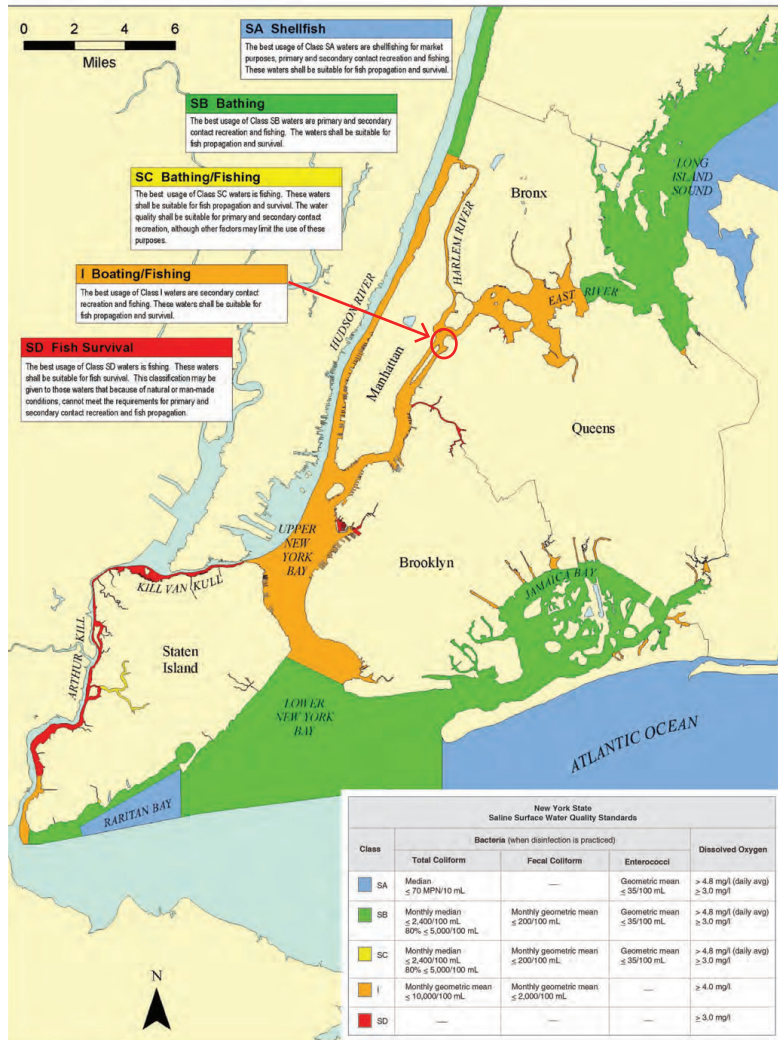 0 2 4 6
Miles
SA Shellfish
The best usage of Class SA waters are shellfishing for market
purposes, primary and secondary contact recreation and fishing.
These waters shall be suitable for fish propagation and survival.
SB Bathing
The best usage of Class SB waters are primary and secondary
contact recreation and fishing. The waters shall be suitable for
fish propagation and survival.
SC Bathing/Fishing
The best usage of Class SC waters is fishing. These waters
shall be suitable for fish propagation and survival. The water
quality shall be suitable for primary and secondary contact
recreation, although other factors may limit the use of these
purposes.
I Boating/Fishing
The best usage of Class I waters are secondary contact
recreation and fishing. These waters shall be suitable for
fish propagation and survival.
SD Fish Survival
The best usage of Class SD waters is fishing. These waters
shall be suitable for fish survival. This classification may be
given to those waters that because of natural or man-made
conditions, cannot meet the requirements for primary and
secondary contact recreation and fish propagation.
LONG
ISLAND
SOUND
Bronx
HARLEM RIVER
EAST RIVER
HUDSON RIVER
Manhattan
Queens
UPPER
NEW
YORK
BAY
Brooklyn
JAMAICA BAY
KILL VAN KULL
ARTHUR KILL
Staten
Island
LOWER
NEW YORK
BAY
ATLANTIC OCEAN
RARITAN BAY
N
New York State
Saline Surface Water Quality Standards
Class Bacteria (when disinfection is practiced) Dissolved Oxygen
Total Coliform Fecal Coliform Enterococci
SA Median — Geometric mean > 4.8 mg/l (daily avg)
≤ 70 MPN/10 mL ≤ 35/100 mL ≥ 3.0 mg/l
SB Monthly median Monthly geometric mean Geometric mean > 4.8 mg/l (daily avg)
≤ 2,400/100 mL ≤ 200/100 mL ≤ 35/100 mL ≥ 3.0 mg/l
80% ≤ 5,000/100 mL
SC Monthly median Monthly geometric mean Geometric mean > 4.8 mg/l (daily avg)
≤ 2,400/100 mL ≤ 200/100 mL ≤ 35/100 mL ≥ 3.0 mg/l
80% ≤ 5,000/100 mL
I Monthly geometric mean Monthly geometric mean — ≥ 4.0 mg/l
≤ 10,000/100 mL ≤ 2,000/100 mL
SD — — — ≥ 3.0 mg/l